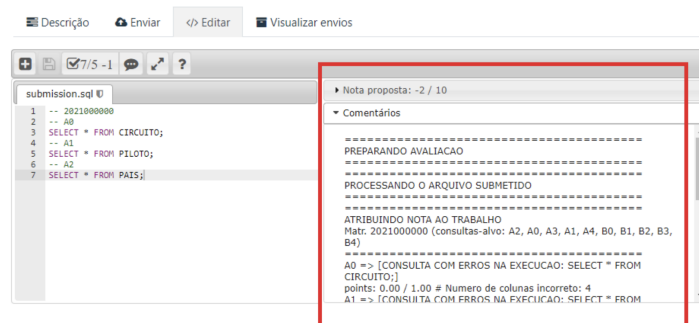 Descrição Enviar </> Editar Visualizar envios
7/5 -1 ?
submission.sql
Nota proposta: -2 / 10
Comentários
1 -- 2021000000
2 -- A0
3 SELECT * FROM CIRCUITO;
4 -- A1
5 SELECT * FROM PILOTO;
6 -- A2
7 SELECT * FROM PAIS;
=========================================
PREPARANDO AVALIACAO
=========================================
=========================================
PROCESSANDO O ARQUIVO SUBMETIDO
=========================================
=========================================
ATRIBUINDO NOTA AO TRABALHO
Matr. 2021000000 (consultas-alvo: A2, A0, A3, A1, A4, B0, B1, B2, B3,
B4)
=========================================
A0 => [CONSULTA COM ERROS NA EXECUCAO: SELECT * FROM
CIRCUITO;]
points: 0.00 / 1.00 # Numero de colunas incorreto: 4
A1 => [CONSULTA COM ERROS NA EXECUCAO: SELECT * FROM